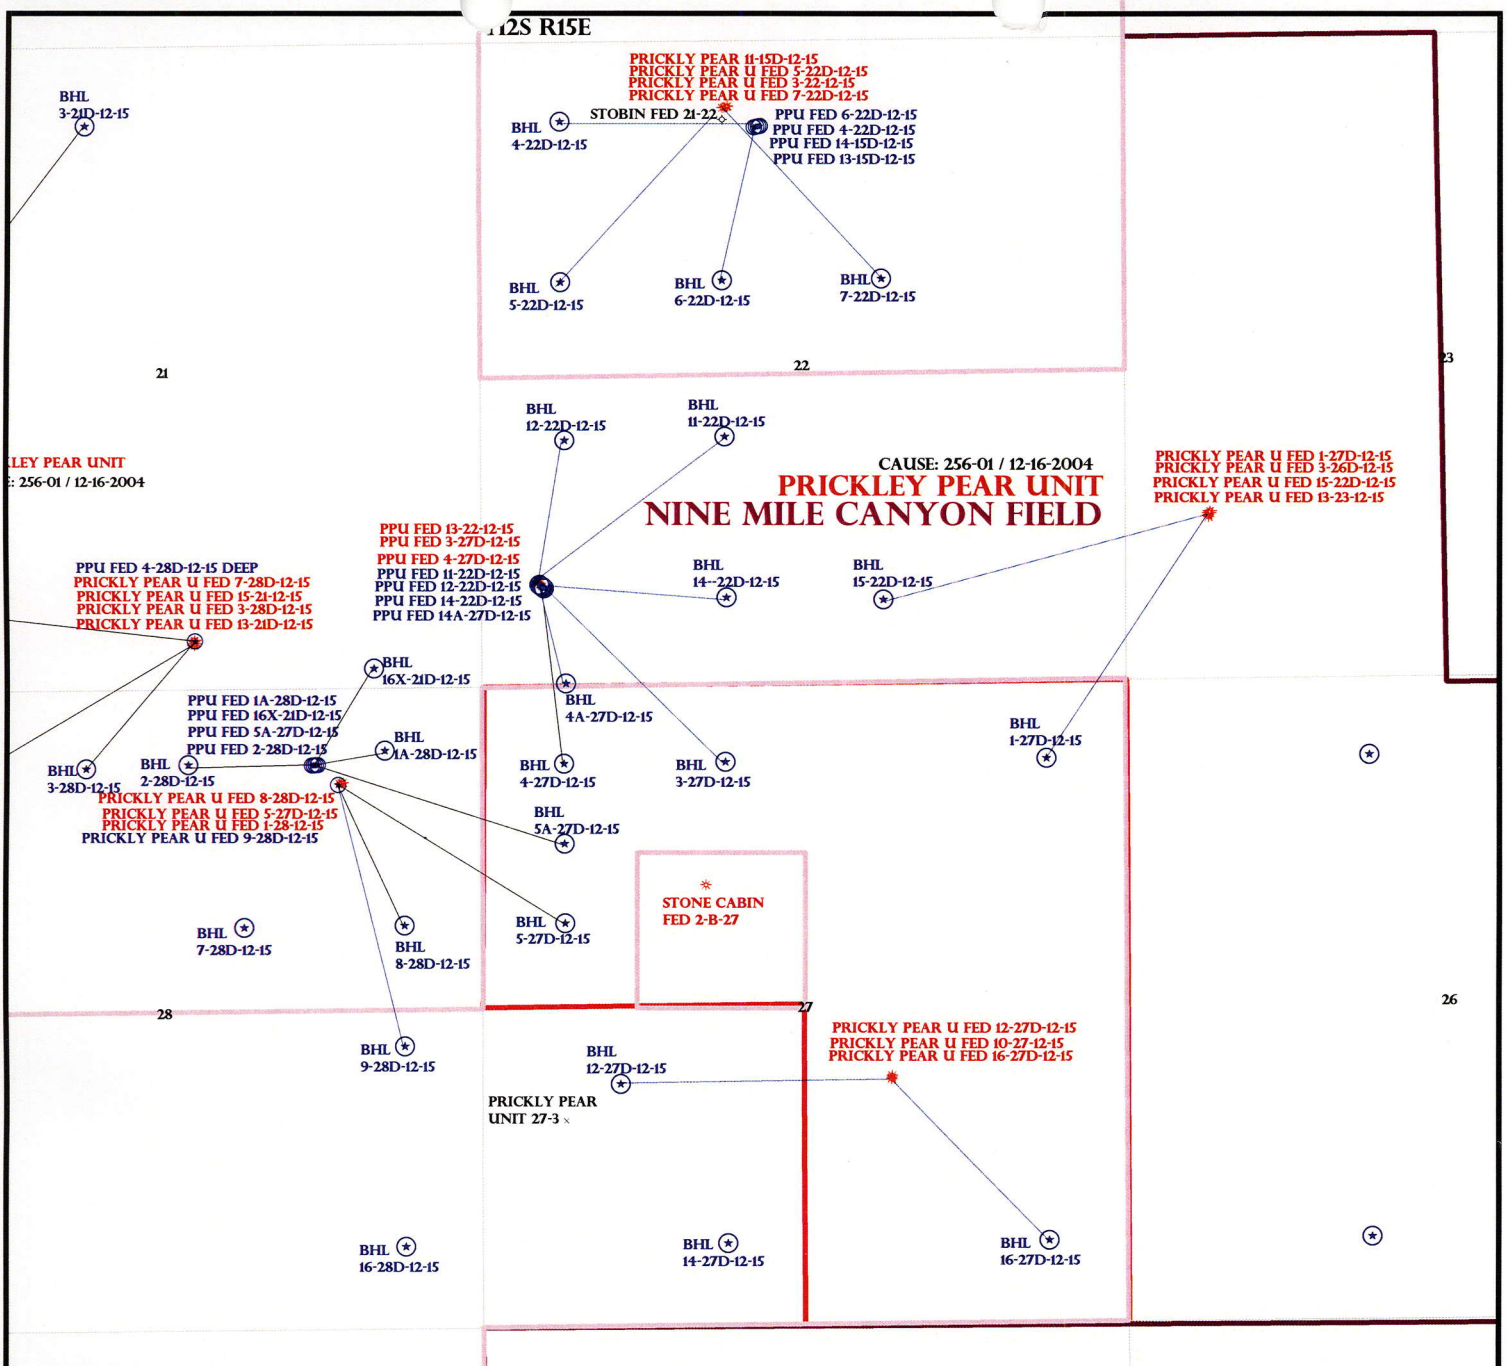 T12S R15E
PRICKLY PEAR 11-15D-12-15
PRICKLY PEAR U FED 5-22D-12-15
PRICKLY PEAR U FED 3-22-12-15
PRICKLY PEAR U FED 7-22D-12-15
BHL
3-21D-12-15
STOBIN FED 21-22
BHL
4-22D-12-15
PPU FED 6-22D-12-15
PPU FED 4-22D-12-15
PPU FED 14-15D-12-15
PPU FED 13-15D-12-15
BHL
5-22D-12-15
BHL
6-22D-12-15
BHL
7-22D-12-15
21
22
23
BHL
12-22D-12-15
BHL
11-22D-12-15
KLEY PEAR UNIT
: 256-01 / 12-16-2004
CAUSE: 256-01 / 12-16-2004
PRICKLEY PEAR UNIT
NINE MILE CANYON FIELD
PRICKLY PEAR U FED 1-27D-12-15
PRICKLY PEAR U FED 3-26D-12-15
PRICKLY PEAR U FED 15-22D-12-15
PRICKLY PEAR U FED 13-23-12-15
PPU FED 13-22-12-15
PPU FED 3-27D-12-15
PPU FED 4-27D-12-15
PPU FED 11-22D-12-15
PPU FED 12-22D-12-15
PPU FED 14-22D-12-15
PPU FED 14A-27D-12-15
PPU FED 4-28D-12-15 DEEP
PRICKLY PEAR U FED 7-28D-12-15
PRICKLY PEAR U FED 15-21-12-15
PRICKLY PEAR U FED 3-28D-12-15
PRICKLY PEAR U FED 13-21D-12-15
BHL
14--22D-12-15
BHL
15-22D-12-15
BHL
16X-21D-12-15
PPU FED 1A-28D-12-15
PPU FED 16X-21D-12-15
PPU FED 5A-27D-12-15
PPU FED 2-28D-12-15
BHL
4A-27D-12-15
BHL
1-27D-12-15
BHL
1A-28D-12-15
BHL
3-28D-12-15
BHL
2-28D-12-15
BHL
4-27D-12-15
BHL
3-27D-12-15
PRICKLY PEAR U FED 8-28D-12-15
PRICKLY PEAR U FED 5-27D-12-15
PRICKLY PEAR U FED 1-28-12-15
PRICKLY PEAR U FED 9-28D-12-15
BHL
5A-27D-12-15
STONE CABIN
FED 2-B-27
BHL
7-28D-12-15
BHL
8-28D-12-15
BHL
5-27D-12-15
28
27
26
PRICKLY PEAR U FED 12-27D-12-15
PRICKLY PEAR U FED 10-27-12-15
PRICKLY PEAR U FED 16-27D-12-15
BHL
9-28D-12-15
BHL
12-27D-12-15
PRICKLY PEAR
UNIT 27-3
BHL
16-28D-12-15
BHL
14-27D-12-15
BHL
16-27D-12-15